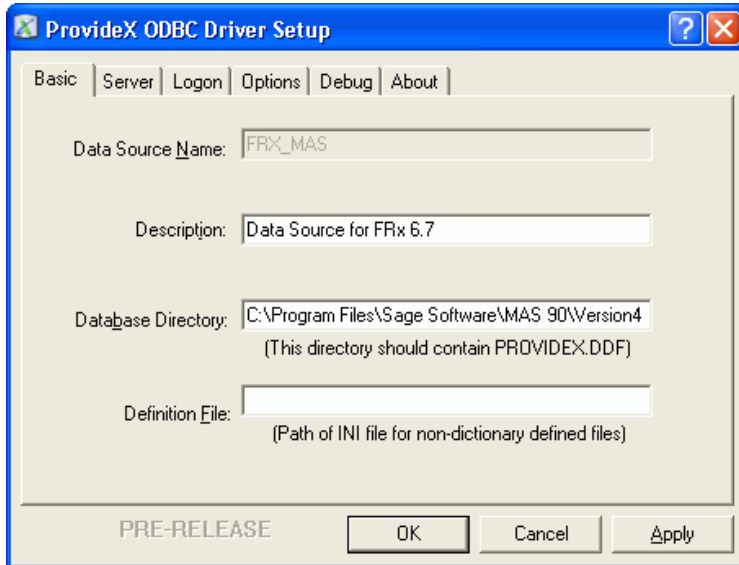 ProvideX ODBC Driver Setup
Basic Server Logon Options Debug About
Data Source Name: FRX_MAS
Description: Data Source for FRx 6.7
Database Directory: C:\Program Files\Sage Software\MAS 90\Version4
(This directory should contain PROVIDEX.DDF)
Definition File:
(Path of INI file for non-dictionary defined files)
PRE-RELEASE OK Cancel Apply